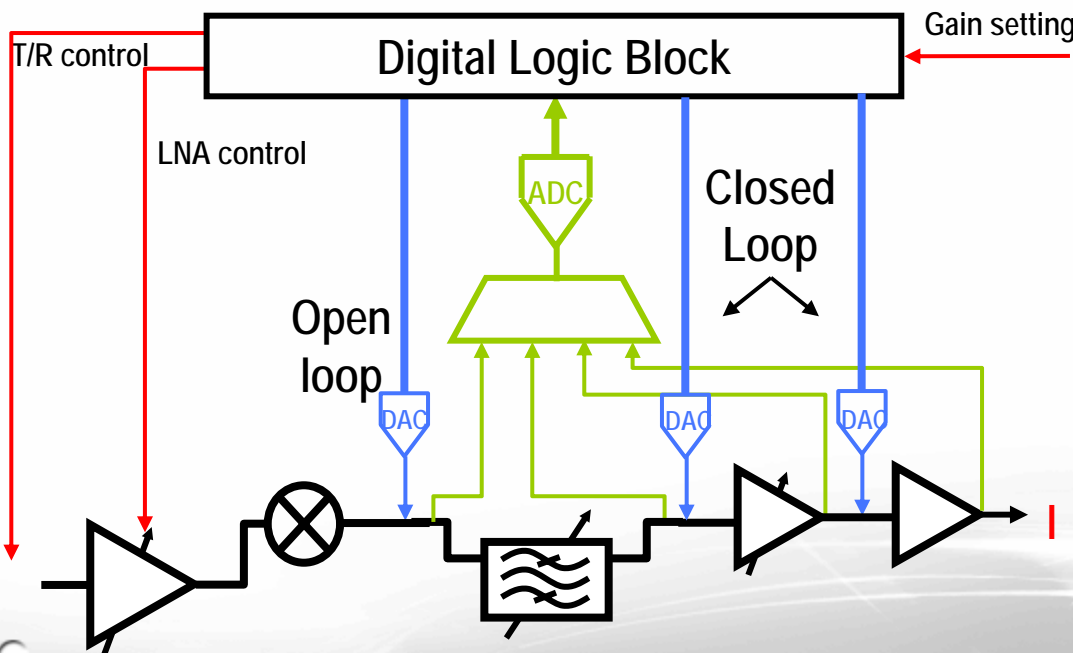 Gain setting
T/R control
Digital Logic Block
LNA control
ADC
Closed
Loop
Open
loop
DAC
DAC
DAC
I